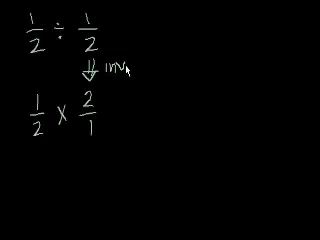 1/2 ÷ 1/2
inv
1/2 × 2/1